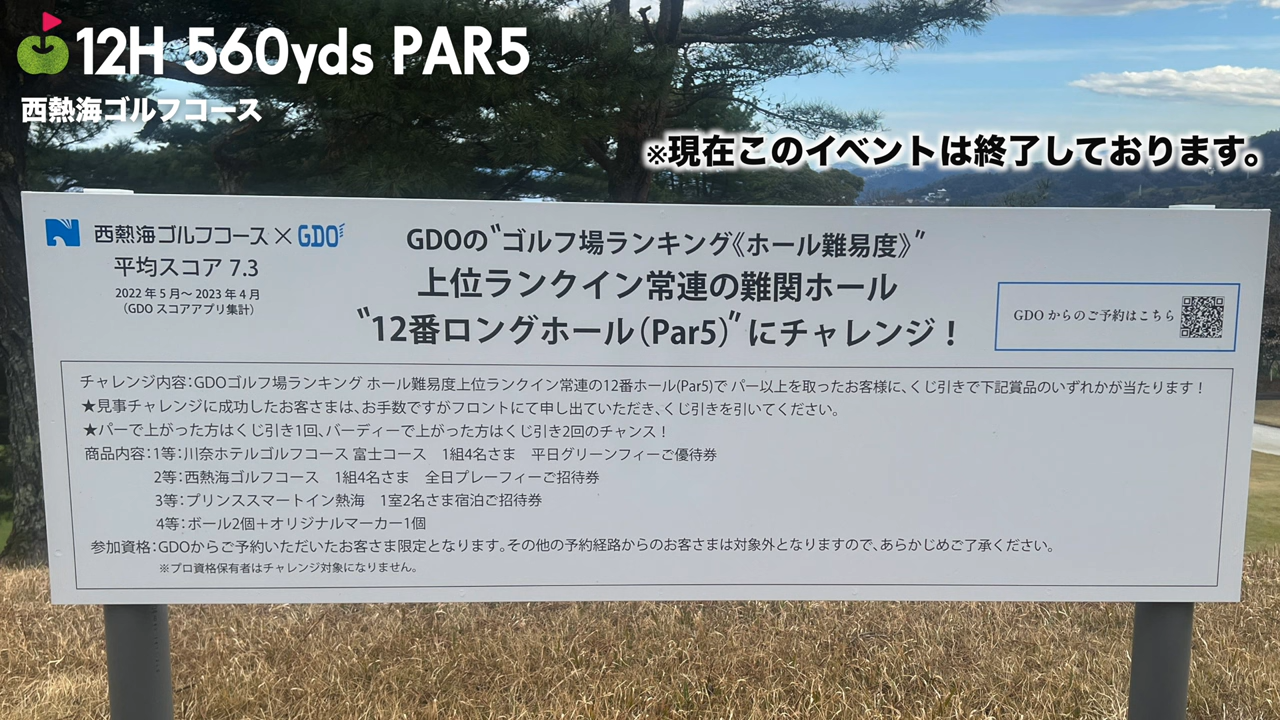 12H 560yds PAR5
西熱海ゴルフコース
※現在このイベントは終了しております。
西熱海ゴルフコース×GDO
平均スコア 7.3
2022年5月〜2023年4月
（GDOスコアアプリ集計）
GDOの"ゴルフ場ランキング《ホール難易度》"
上位ランクイン常連の難関ホール
"12番ロングホール（Par5）"にチャレンジ！
GDOからのご予約はこちら
チャレンジ内容：GDOゴルフ場ランキング ホール難易度上位ランクイン常連の12番ホール(Par5)で パー以上を取ったお客様に、くじ引きで下記賞品のいずれかが当たります！
★見事チャレンジに成功したお客さまは、お手数ですがフロントにて申し出ていただき、くじ引きを引いてください。
★パーで上がった方はくじ引き1回、バーディーで上がった方はくじ引き2回のチャンス！
商品内容：1等：川奈ホテルゴルフコース 富士コース　1組4名さま　平日グリーンフィーご優待券
2等：西熱海ゴルフコース　1組4名さま　全日プレーフィーご招待券
3等：プリンススマートイン熱海　1室2名さま宿泊ご招待券
4等：ボール2個＋オリジナルマーカー1個
参加資格：GDOからご予約いただいたお客さま限定となります。その他の予約経路からのお客さまは対象外となりますので、あらかじめご了承ください。
※プロ資格保有者はチャレンジ対象になりません。